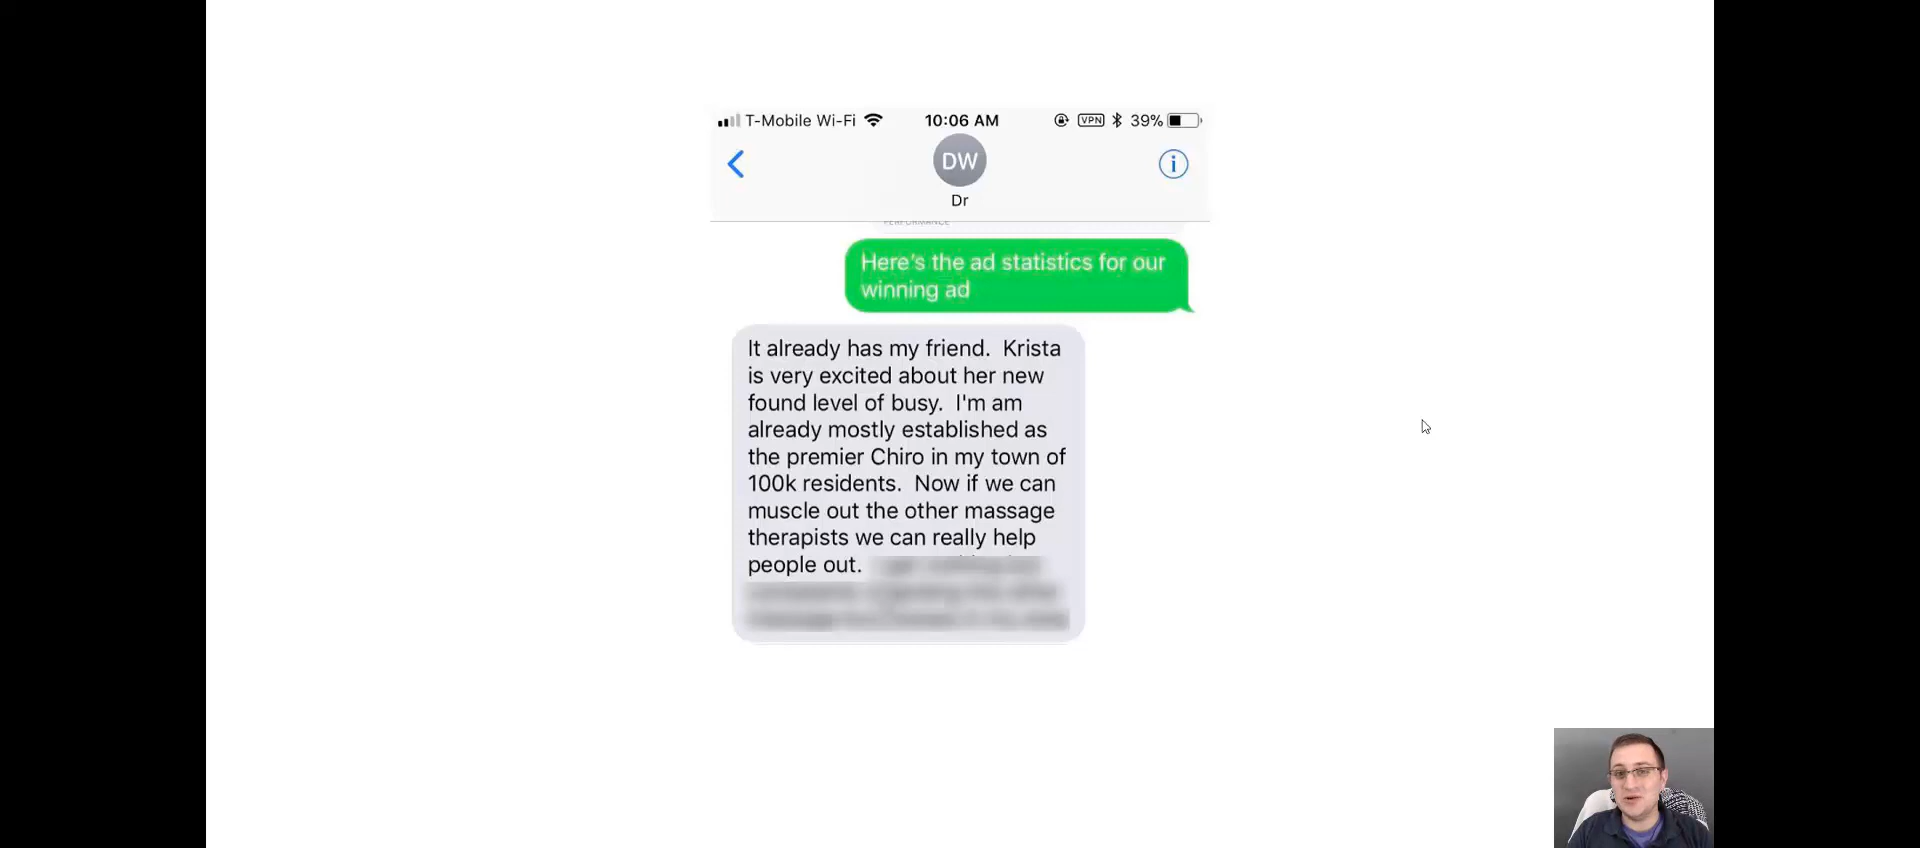 T-Mobile Wi-Fi 10:06 AM VPN 39%
DW
Dr
PERFORMANCE
Here's the ad statistics for our
winning ad
It already has my friend.  Krista
is very excited about her new
found level of busy.  I'm am
already mostly established as
the premier Chiro in my town of
100k residents.  Now if we can
muscle out the other massage
therapists we can really help
people out.